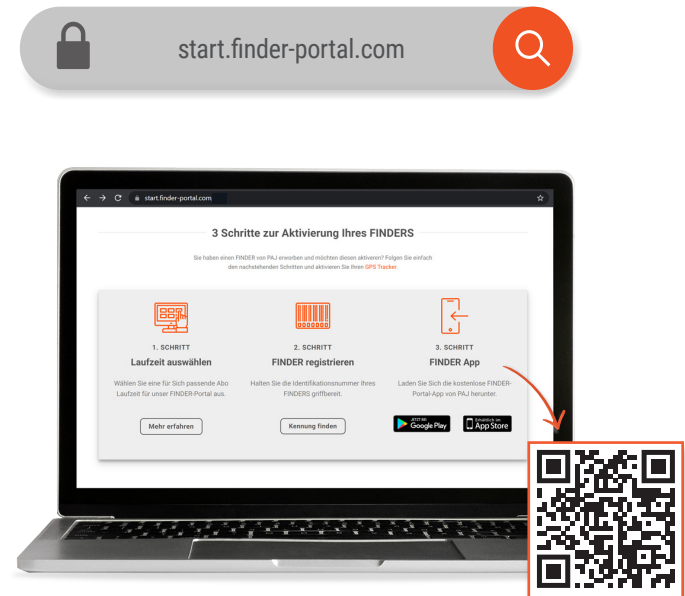 start.finder-portal.com
start.finder-portal.com
3 Schritte zur Aktivierung Ihres FINDERS
Sie haben einen FINDER von PAJ erworben und möchten diesen aktiveren? Folgen Sie einfach
den nachstehenden Schritten und aktivieren Sie Ihren GPS Tracker.
1. SCHRITT
Laufzeit auswählen
Wählen Sie eine für Sich passende Abo
Laufzeit für unser FINDER-Portal aus.
Mehr erfahren
2. SCHRITT
FINDER registrieren
Halten Sie die Identifikationsnummer Ihres
FINDERS griffbereit.
Kennung finden
3. SCHRITT
FINDER App
Laden Sie Sich die kostenlose FINDER-
Portal-App von PAJ herunter.
JETZT BEI
Google Play
Erhältlich im
App Store